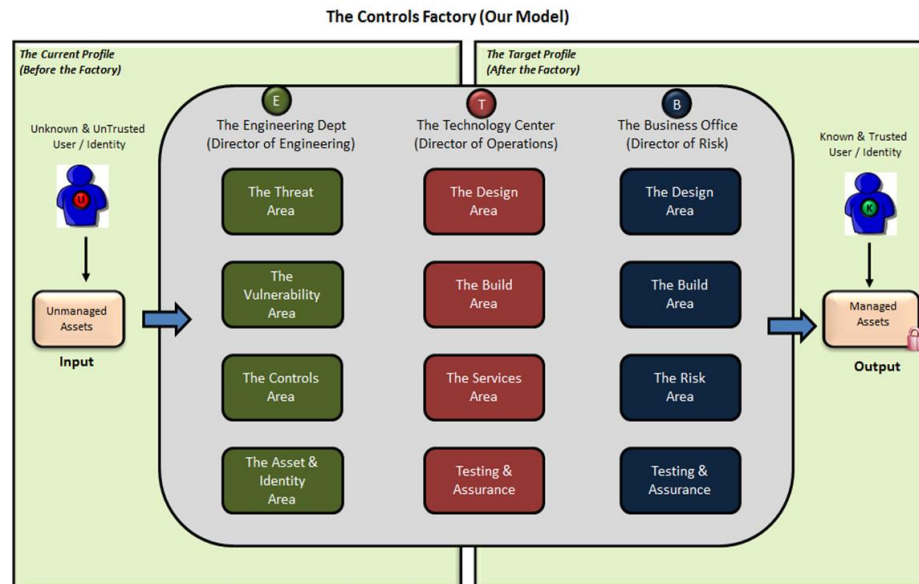 The Controls Factory (Our Model)
The Current Profile
(Before the Factory)
The Target Profile
(After the Factory)
E
T
B
The Engineering Dept
(Director of Engineering)
The Technology Center
(Director of Operations)
The Business Office
(Director of Risk)
Unknown & UnTrusted
User / Identity
U
Known & Trusted
User / Identity
K
The Threat
Area
The Design
Area
The Design
Area
Unmanaged
Assets
Input
The
Vulnerability
Area
The Build
Area
The Build
Area
Managed
Assets
Output
The Controls
Area
The Services
Area
The Risk
Area
The Asset &
Identity
Area
Testing &
Assurance
Testing &
Assurance